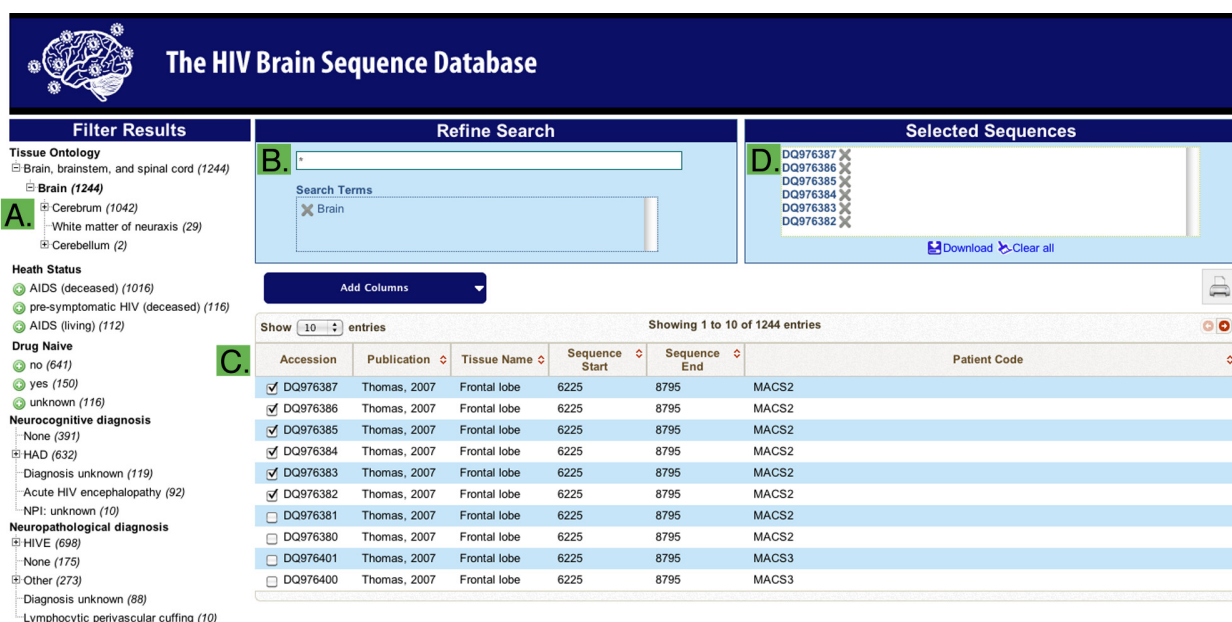 The HIV Brain Sequence Database
Filter Results
Tissue Ontology
Brain, brainstem, and spinal cord (1244)
Brain (1244)
A.
Cerebrum (1042)
White matter of neuraxis (29)
Cerebellum (2)
Heath Status
AIDS (deceased) (1016)
pre-symptomatic HIV (deceased) (116)
AIDS (living) (112)
Drug Naive
no (641)
yes (150)
unknown (116)
Neurocognitive diagnosis
None (391)
HAD (632)
Diagnosis unknown (119)
Acute HIV encephalopathy (92)
NPI: unknown (10)
Neuropathological diagnosis
HIVE (698)
None (175)
Other (273)
Diagnosis unknown (88)
Lymphocytic perivascular cuffing (10)
Refine Search
B.
*
Search Terms
Brain
Selected Sequences
D.
DQ976387
DQ976386
DQ976385
DQ976384
DQ976383
DQ976382
Download Clear all
Add Columns
Show 10 entries Showing 1 to 10 of 1244 entries
C.
Accession Publication Tissue Name Sequence Start Sequence End Patient Code
DQ976387 Thomas, 2007 Frontal lobe 6225 8795 MACS2
DQ976386 Thomas, 2007 Frontal lobe 6225 8795 MACS2
DQ976385 Thomas, 2007 Frontal lobe 6225 8795 MACS2
DQ976384 Thomas, 2007 Frontal lobe 6225 8795 MACS2
DQ976383 Thomas, 2007 Frontal lobe 6225 8795 MACS2
DQ976382 Thomas, 2007 Frontal lobe 6225 8795 MACS2
DQ976381 Thomas, 2007 Frontal lobe 6225 8795 MACS2
DQ976380 Thomas, 2007 Frontal lobe 6225 8795 MACS2
DQ976401 Thomas, 2007 Frontal lobe 6225 8795 MACS3
DQ976400 Thomas, 2007 Frontal lobe 6225 8795 MACS3